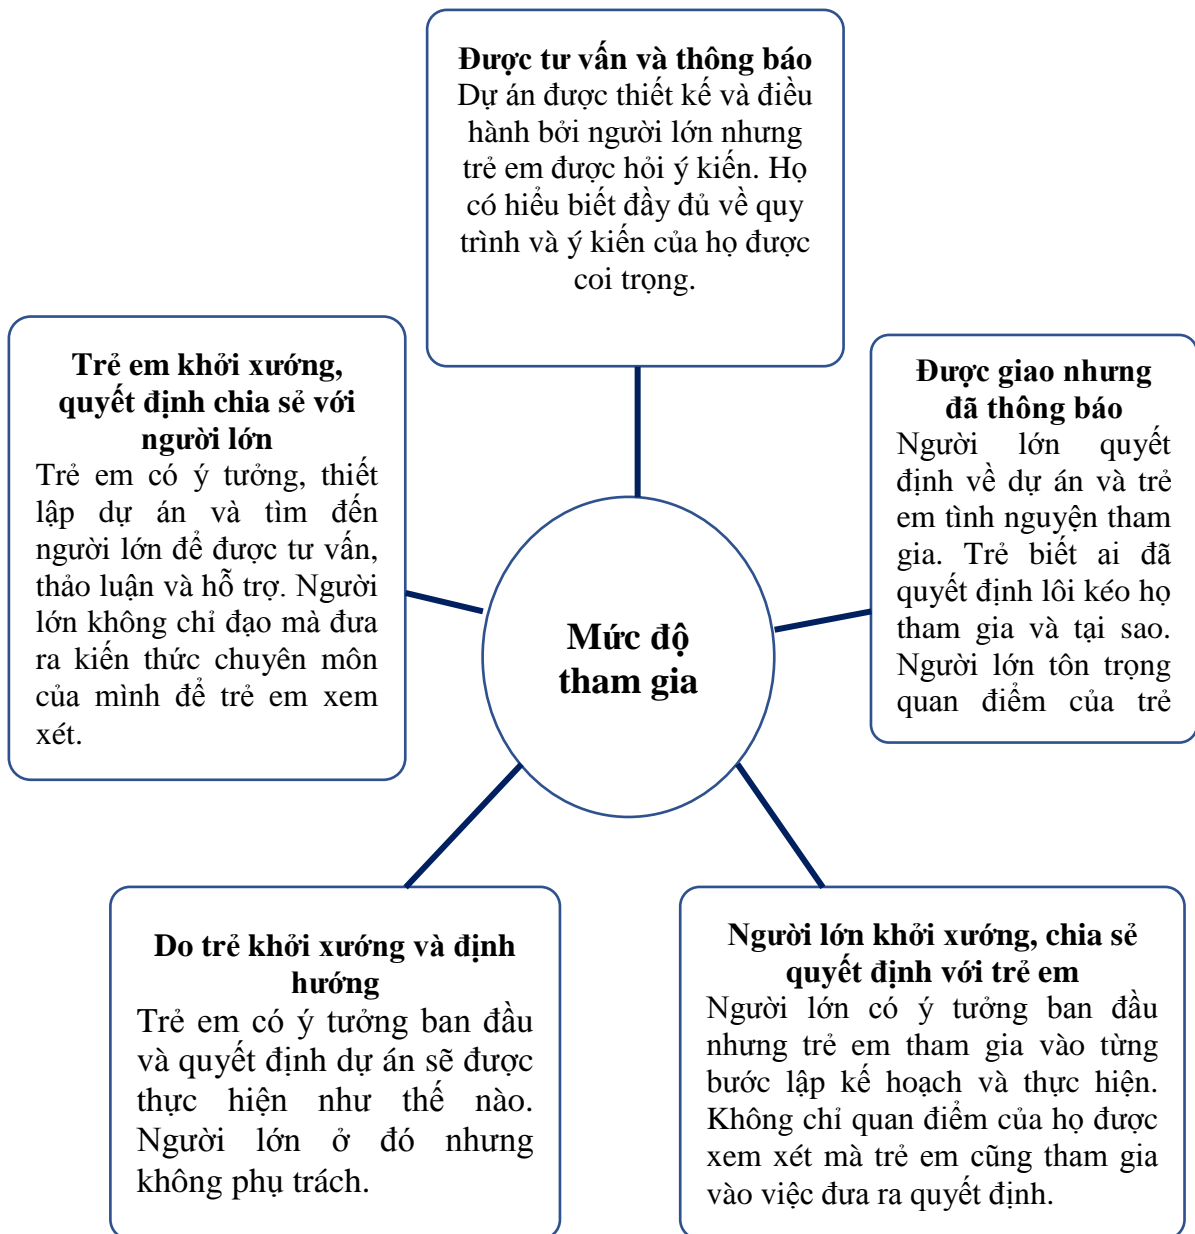 Được tư vấn và thông báo
Dự án được thiết kế và điều
hành bởi người lớn nhưng
trẻ em được hỏi ý kiến. Họ
có hiểu biết đầy đủ về quy
trình và ý kiến của họ được
coi trọng.
Trẻ em khởi xướng,
quyết định chia sẻ với
người lớn
Trẻ em có ý tưởng, thiết
lập dự án và tìm đến
người lớn để được tư vấn,
thảo luận và hỗ trợ. Người
lớn không chỉ đạo mà đưa
ra kiến thức chuyên môn
của mình để trẻ em xem
xét.
Được giao nhưng
đã thông báo
Người lớn quyết
định về dự án và trẻ
em tình nguyện tham
gia. Trẻ biết ai đã
quyết định lôi kéo họ
tham gia và tại sao.
Người lớn tôn trọng
quan điểm của trẻ
Mức độ
tham gia
Do trẻ khởi xướng và định
hướng
Trẻ em có ý tưởng ban đầu
và quyết định dự án sẽ được
thực hiện như thế nào.
Người lớn ở đó nhưng
không phụ trách.
Người lớn khởi xướng, chia sẻ
quyết định với trẻ em
Người lớn có ý tưởng ban đầu
nhưng trẻ em tham gia vào từng
bước lập kế hoạch và thực hiện.
Không chỉ quan điểm của họ được
xem xét mà trẻ em cũng tham gia
vào việc đưa ra quyết định.